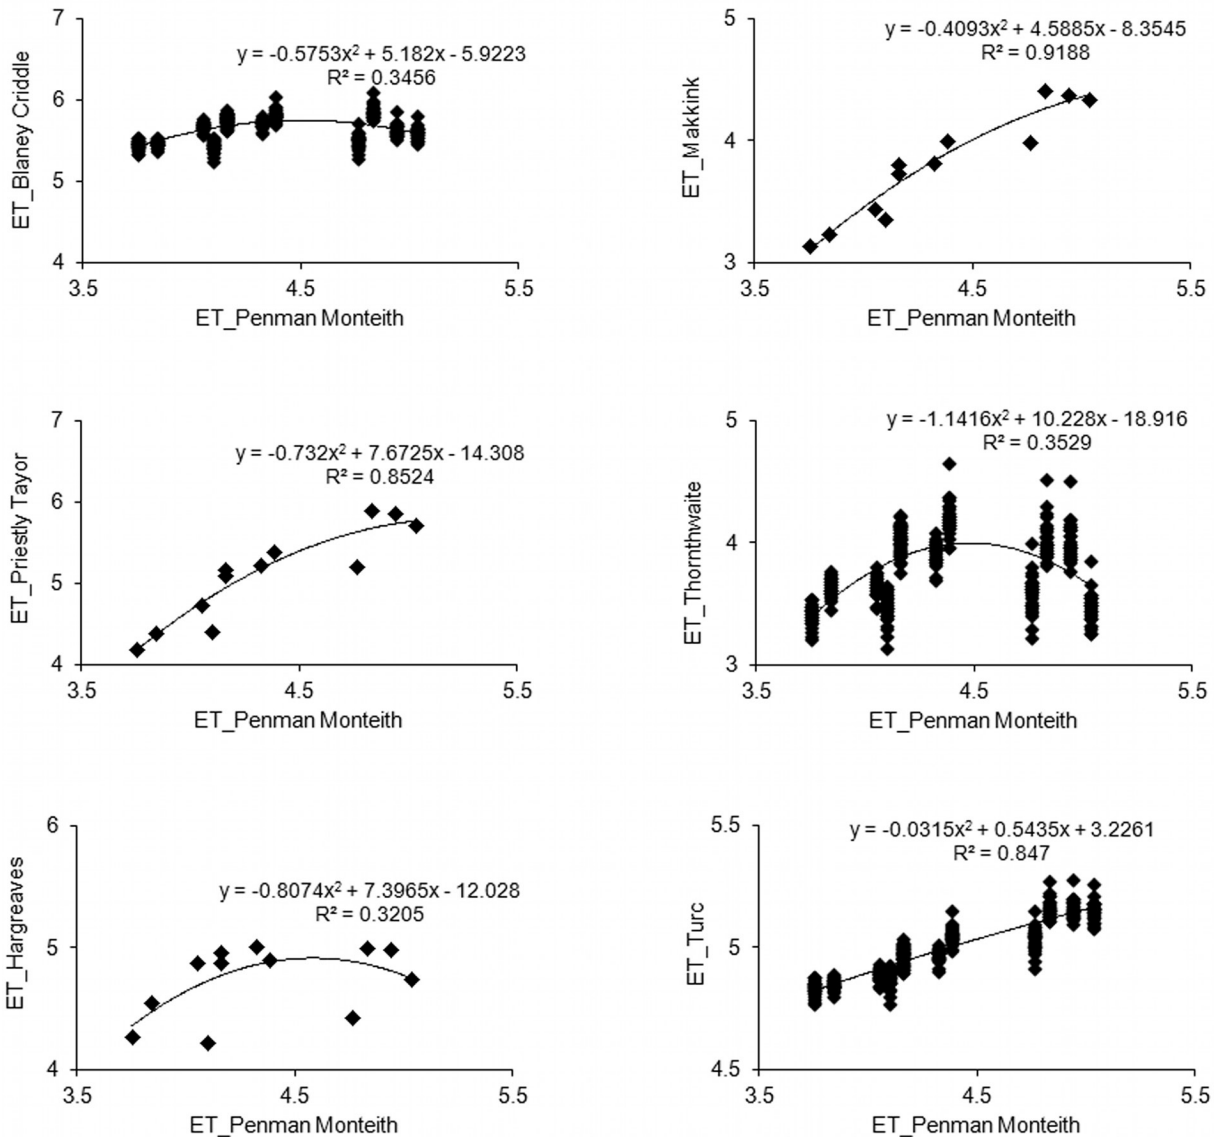 7
y = -0.5753x² + 5.182x - 5.9223
R² = 0.3456
6
5
4
3.5 4.5 5.5
ET_Blaney Criddle
ET_Penman Monteith
5
y = -0.4093x² + 4.5885x - 8.3545
R² = 0.9188
4
3
3.5 4.5 5.5
ET_Makkink
ET_Penman Monteith
7
y = -0.732x² + 7.6725x - 14.308
R² = 0.8524
6
5
4
3.5 4.5 5.5
ET_Priestly Tayor
ET_Penman Monteith
5
y = -1.1416x² + 10.228x - 18.916
R² = 0.3529
4
3
3.5 4.5 5.5
ET_Thornthwaite
ET_Penman Monteith
6
y = -0.8074x² + 7.3965x - 12.028
R² = 0.3205
5
4
3.5 4.5 5.5
ET_Hargreaves
ET_Penman Monteith
5.5
y = -0.0315x² + 0.5435x + 3.2261
R² = 0.847
5
4.5
3.5 4.5 5.5
ET_Turc
ET_Penman Monteith